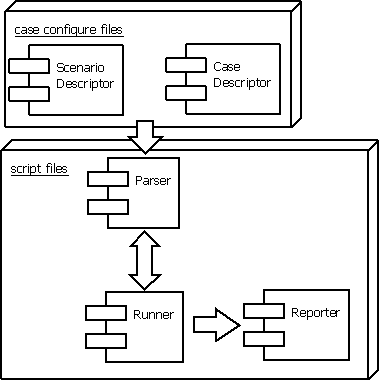 case configure files
Scenario
Descriptor
Case
Descriptor
script files
Parser
Runner
Reporter